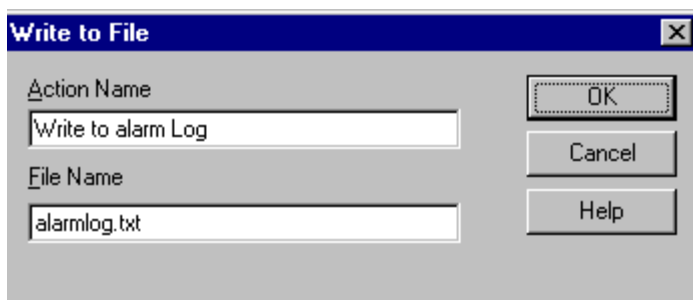 Write to File
Action Name
OK
Write to alarm Log
Cancel
File Name
Help
alarmlog.txt